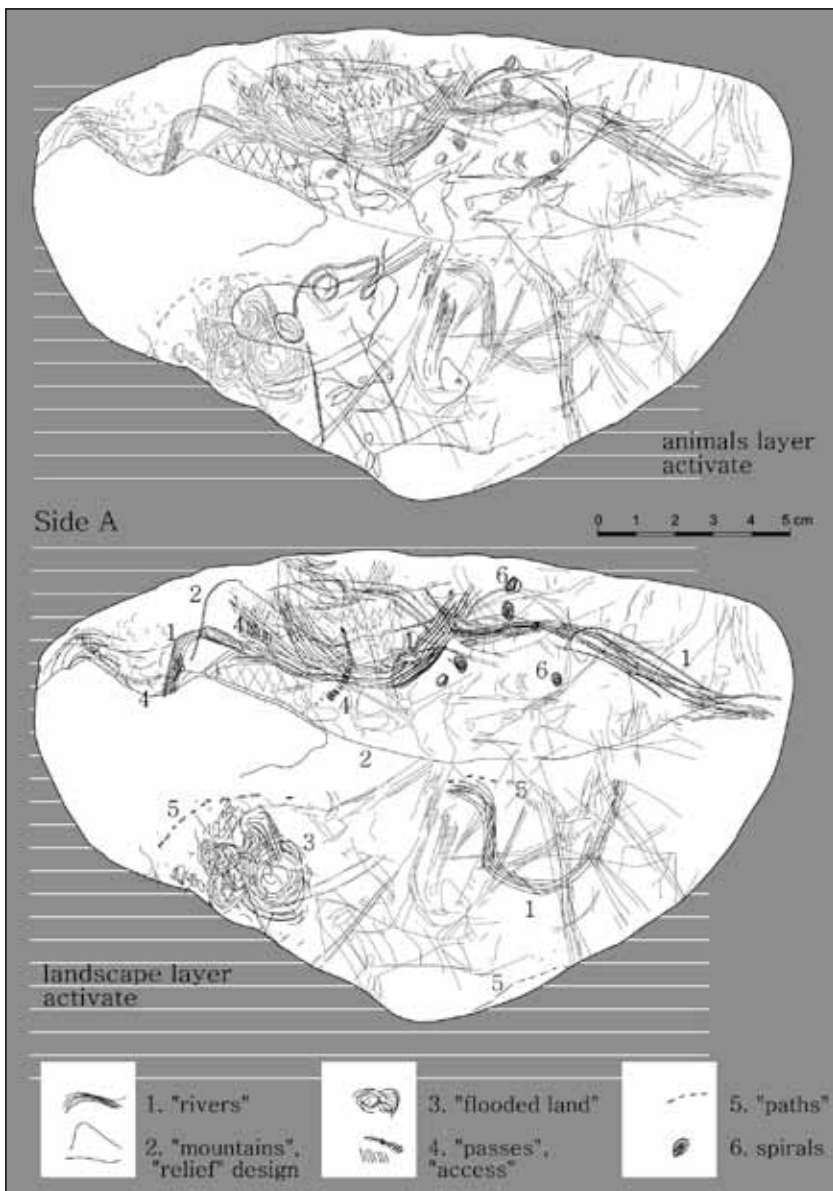 animals layer
activate
Side A
0 1 2 3 4 5 cm
6
2
4
1
1
6
1
4
4
2
5
5
3
1
5
landscape layer
activate
1. "rivers"
2. "mountains",
"relief" design
3. "flooded land"
4. "passes",
"access"
5. "paths"
6. spirals